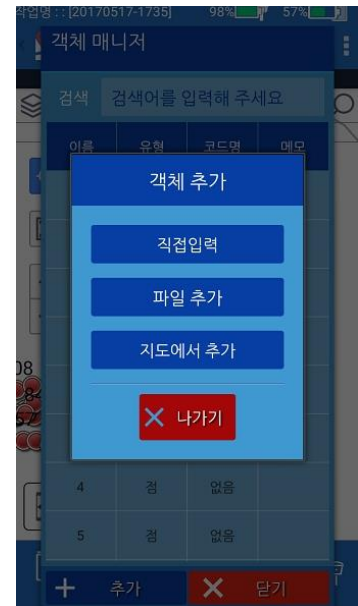 작업명 : : [20170517-1735] 98% 57%
객체 매니저
검색 검색어를 입력해 주세요
이름 유형 코드명 메모
객체 추가
직접입력
파일 추가
지도에서 추가
08
84
57
나가기
4 점 없음
5 점 없음
추가 닫기